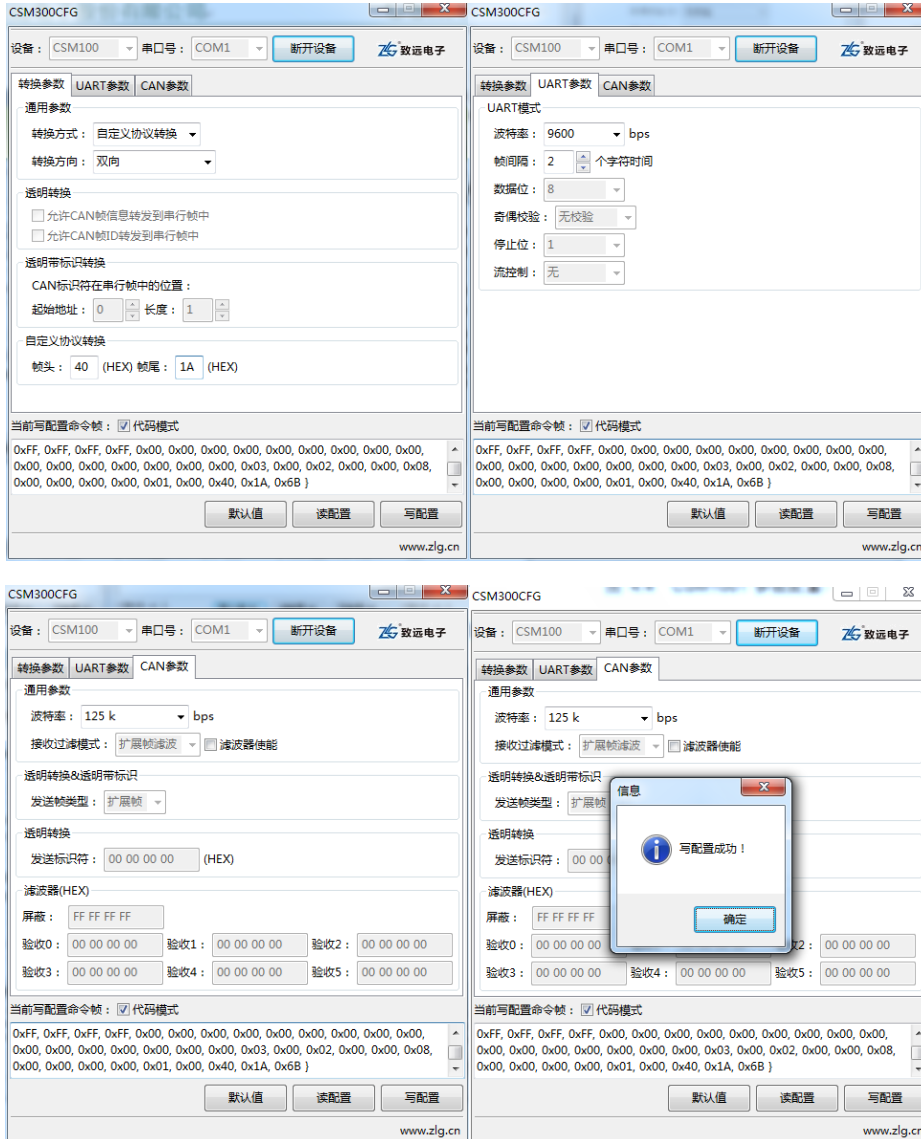 CSM300CFG
设备： CSM100 串口号： COM1 断开设备 ZLG 致远电子
转换参数 UART参数 CAN参数
通用参数
转换方式： 自定义协议转换
转换方向： 双向
透明转换
允许CAN帧信息转发到串行帧中
允许CAN帧ID转发到串行帧中
透明带标识转换
CAN标识符在串行帧中的位置：
起始地址： 0 长度： 1
自定义协议转换
帧头： 40 (HEX) 帧尾： 1A (HEX)
当前写配置命令帧： 代码模式
0xFF, 0xFF, 0xFF, 0xFF, 0x00, 0x00, 0x00, 0x00, 0x00, 0x00, 0x00, 0x00,
0x00, 0x00, 0x00, 0x00, 0x00, 0x00, 0x00, 0x03, 0x00, 0x02, 0x00, 0x00, 0x08,
0x00, 0x00, 0x00, 0x00, 0x01, 0x00, 0x40, 0x1A, 0x6B }
默认值 读配置 写配置
www.zlg.cn
CSM300CFG
设备： CSM100 串口号： COM1 断开设备 ZLG 致远电子
转换参数 UART参数 CAN参数
UART模式
波特率： 9600 bps
帧间隔： 2 个字符时间
数据位： 8
奇偶校验： 无校验
停止位： 1
流控制： 无
当前写配置命令帧： 代码模式
0xFF, 0xFF, 0xFF, 0xFF, 0x00, 0x00, 0x00, 0x00, 0x00, 0x00, 0x00, 0x00, 0x00,
0x00, 0x00, 0x00, 0x00, 0x00, 0x00, 0x00, 0x03, 0x00, 0x02, 0x00, 0x00, 0x08,
0x00, 0x00, 0x00, 0x00, 0x01, 0x00, 0x40, 0x1A, 0x6B }
默认值 读配置 写配置
www.zlg.cn
CSM300CFG
设备： CSM100 串口号： COM1 断开设备 ZLG 致远电子
转换参数 UART参数 CAN参数
通用参数
波特率： 125 k bps
接收过滤模式： 扩展帧滤波 滤波器使能
透明转换&透明带标识
发送帧类型： 扩展帧
透明转换
发送标识符： 00 00 00 00 (HEX)
滤波器(HEX)
屏蔽： FF FF FF FF
验收0： 00 00 00 00 验收1： 00 00 00 00 验收2： 00 00 00 00
验收3： 00 00 00 00 验收4： 00 00 00 00 验收5： 00 00 00 00
当前写配置命令帧： 代码模式
0xFF, 0xFF, 0xFF, 0xFF, 0x00, 0x00, 0x00, 0x00, 0x00, 0x00, 0x00, 0x00, 0x00,
0x00, 0x00, 0x00, 0x00, 0x00, 0x00, 0x00, 0x03, 0x00, 0x02, 0x00, 0x00, 0x08,
0x00, 0x00, 0x00, 0x00, 0x01, 0x00, 0x40, 0x1A, 0x6B }
默认值 读配置 写配置
www.zlg.cn
CSM300CFG
设备： CSM100 串口号： COM1 断开设备 ZLG 致远电子
转换参数 UART参数 CAN参数
通用参数
波特率： 125 k bps
接收过滤模式： 扩展帧滤波 滤波器使能
透明转换&透明带标识
发送帧类型： 扩展帧
透明转换
发送标识符： 00 00
滤波器(HEX)
屏蔽： FF FF FF FF
验收0： 00 00 00 00 2： 00 00 00 00
验收3： 00 00 00 00 验收4： 00 00 00 00 验收5： 00 00 00 00
信息
写配置成功！
确定
当前写配置命令帧： 代码模式
0xFF, 0xFF, 0xFF, 0xFF, 0x00, 0x00, 0x00, 0x00, 0x00, 0x00, 0x00, 0x00, 0x00,
0x00, 0x00, 0x00, 0x00, 0x00, 0x00, 0x00, 0x03, 0x00, 0x02, 0x00, 0x00, 0x08,
0x00, 0x00, 0x00, 0x00, 0x01, 0x00, 0x40, 0x1A, 0x6B }
默认值 读配置 写配置
www.zlg.cn